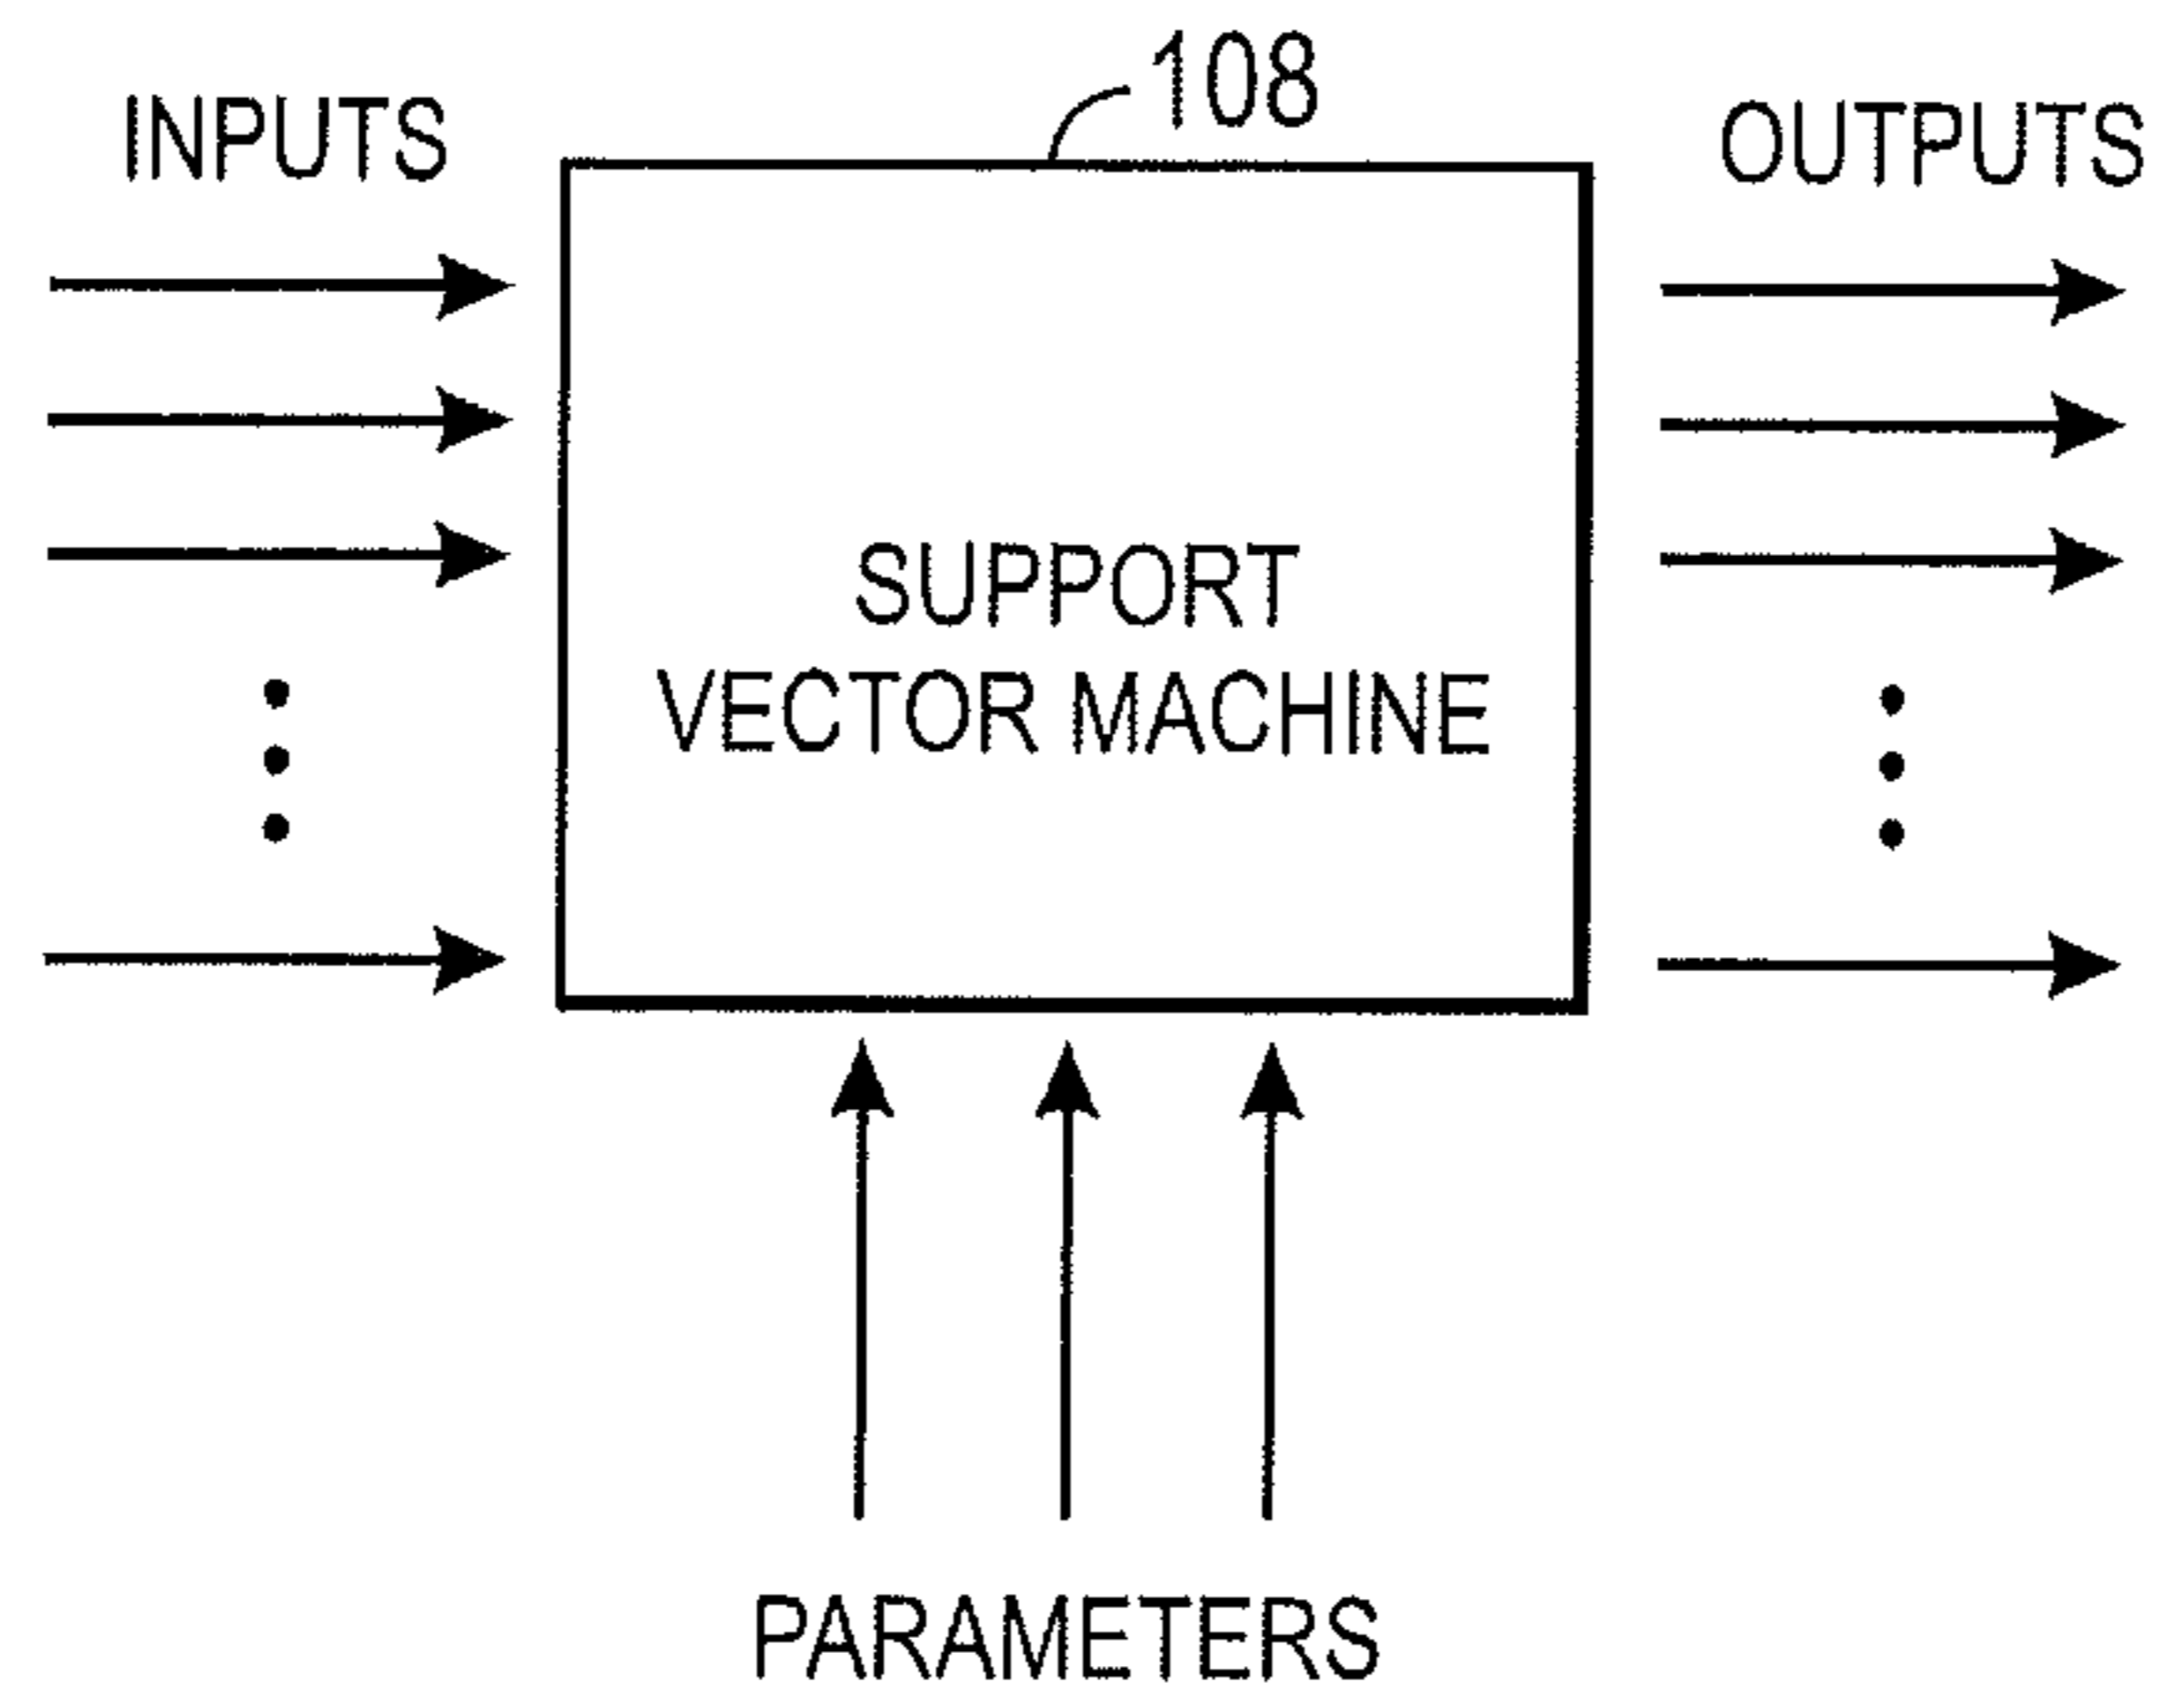 108
INPUTS
OUTPUTS
SUPPORT
VECTOR MACHINE
PARAMETERS